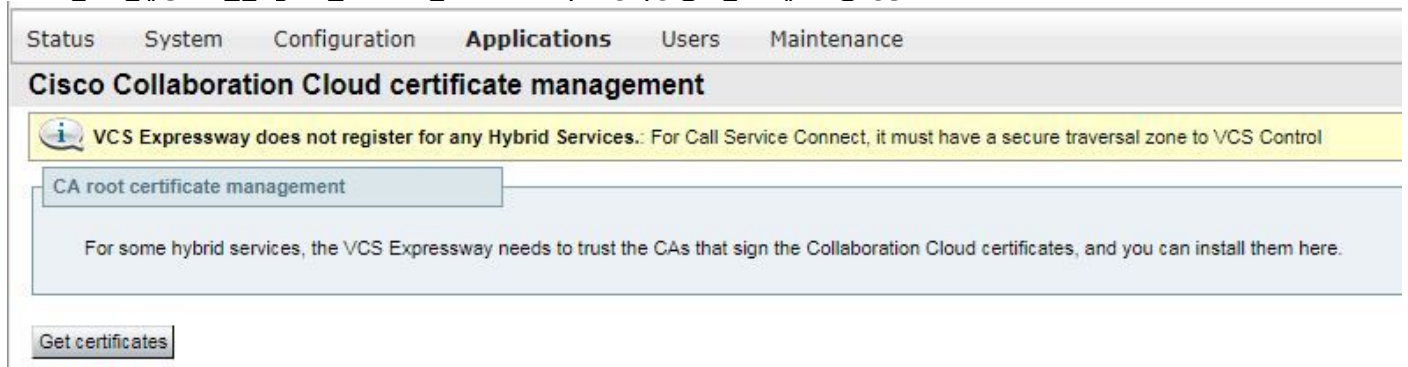 Status System Configuration Applications Users Maintenance
Cisco Collaboration Cloud certificate management
VCS Expressway does not register for any Hybrid Services.: For Call Service Connect, it must have a secure traversal zone to VCS Control
CA root certificate management
For some hybrid services, the VCS Expressway needs to trust the CAs that sign the Collaboration Cloud certificates, and you can install them here.
Get certificates